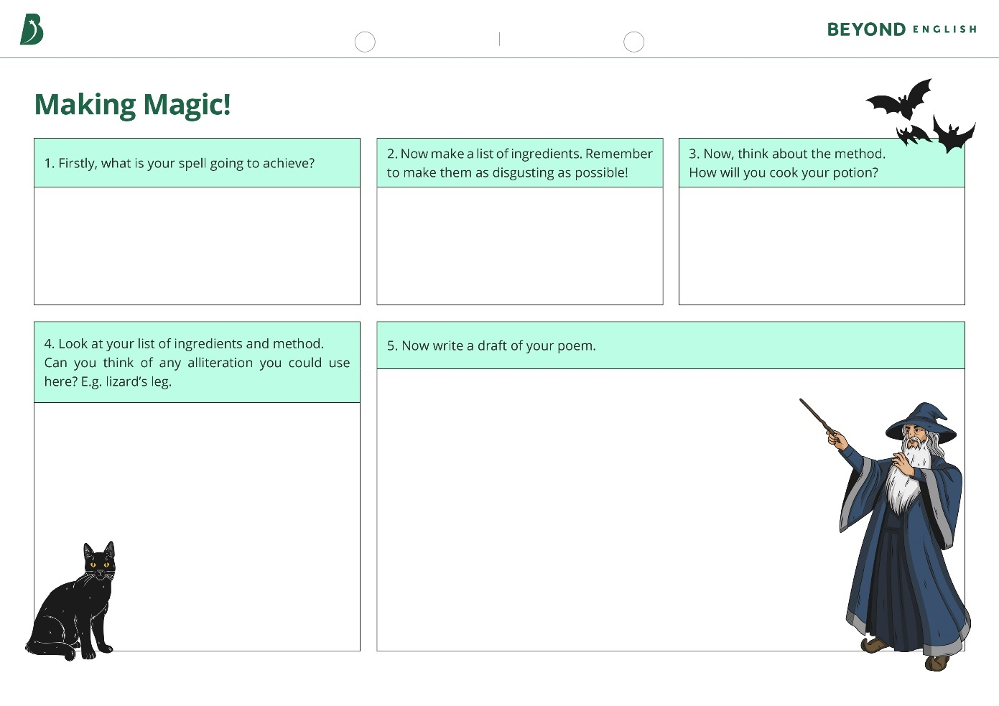 BEYOND ENGLISH
Making Magic!
1. Firstly, what is your spell going to achieve?
2. Now make a list of ingredients. Remember
to make them as disgusting as possible!
3. Now, think about the method.
How will you cook your potion?
4. Look at your list of ingredients and method.
Can you think of any alliteration you could use
here? E.g. lizard’s leg.
5. Now write a draft of your poem.